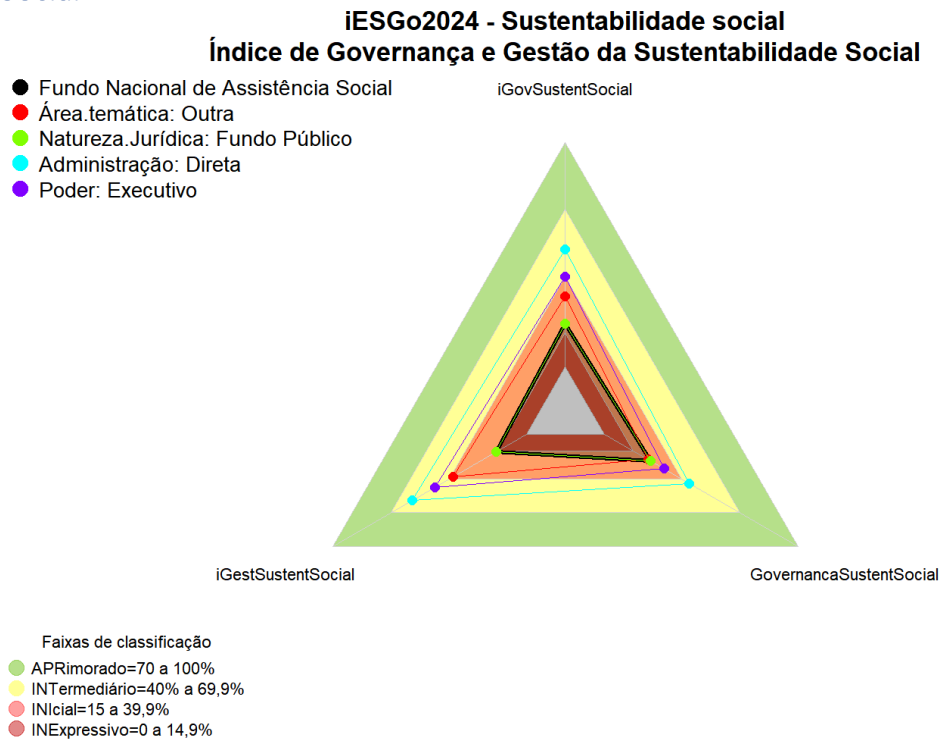 iESGo2024 - Sustentabilidade social
Índice de Governança e Gestão da Sustentabilidade Social
Fundo Nacional de Assistência Social
Área.temática: Outra
Natureza.Jurídica: Fundo Público
Administração: Direta
Poder: Executivo
iGovSustentSocial
iGestSustentSocial
GovernancaSustentSocial
Faixas de classificação
APRimorado=70 a 100%
INTermediário=40% a 69,9%
INIcial=15 a 39,9%
INExpressivo=0 a 14,9%